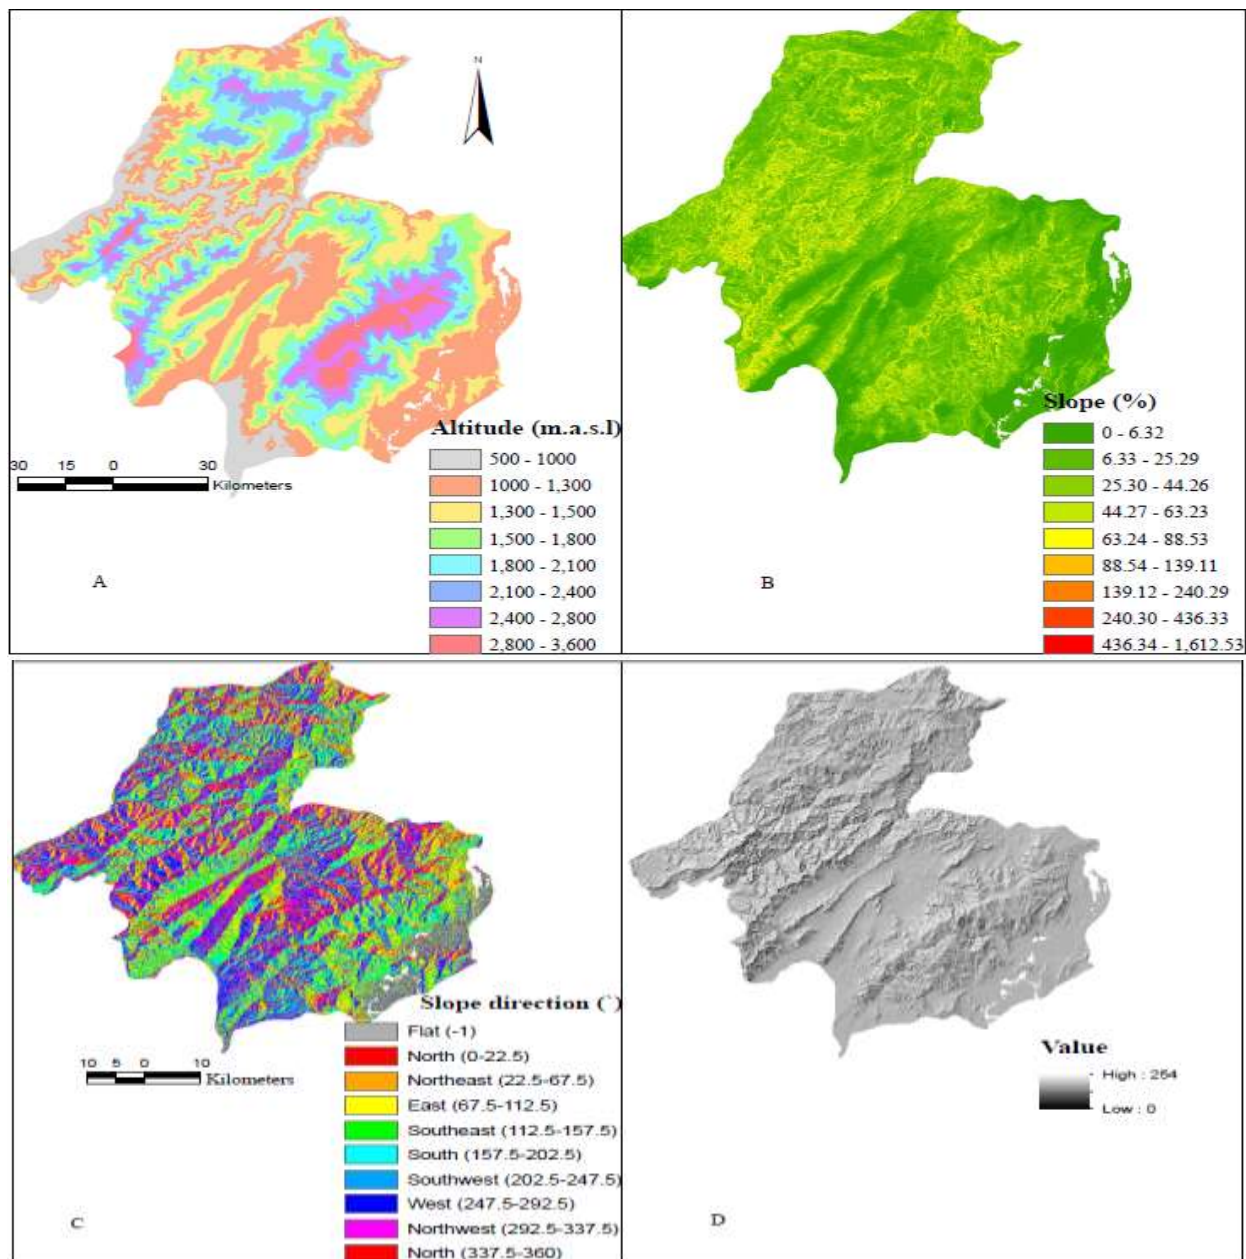 N
Altitude (m.a.s.l)
500 - 1000
1000 - 1,300
1,300 - 1,500
1,500 - 1,800
1,800 - 2,100
2,100 - 2,400
2,400 - 2,800
2,800 - 3,600
30 15 0 30
Kilometers
A
Slope (%)
0 - 6.32
6.33 - 25.29
25.30 - 44.26
44.27 - 63.23
63.24 - 88.53
88.54 - 139.11
139.12 - 240.29
240.30 - 436.33
436.34 - 1,612.53
B
Slope direction (°)
Flat (-1)
North (0-22.5)
Northeast (22.5-67.5)
East (67.5-112.5)
Southeast (112.5-157.5)
South (157.5-202.5)
Southwest (202.5-247.5)
West (247.5-292.5)
Northwest (292.5-337.5)
North (337.5-360)
10 5 0 10
Kilometers
C
Value
High : 254
Low : 0
D